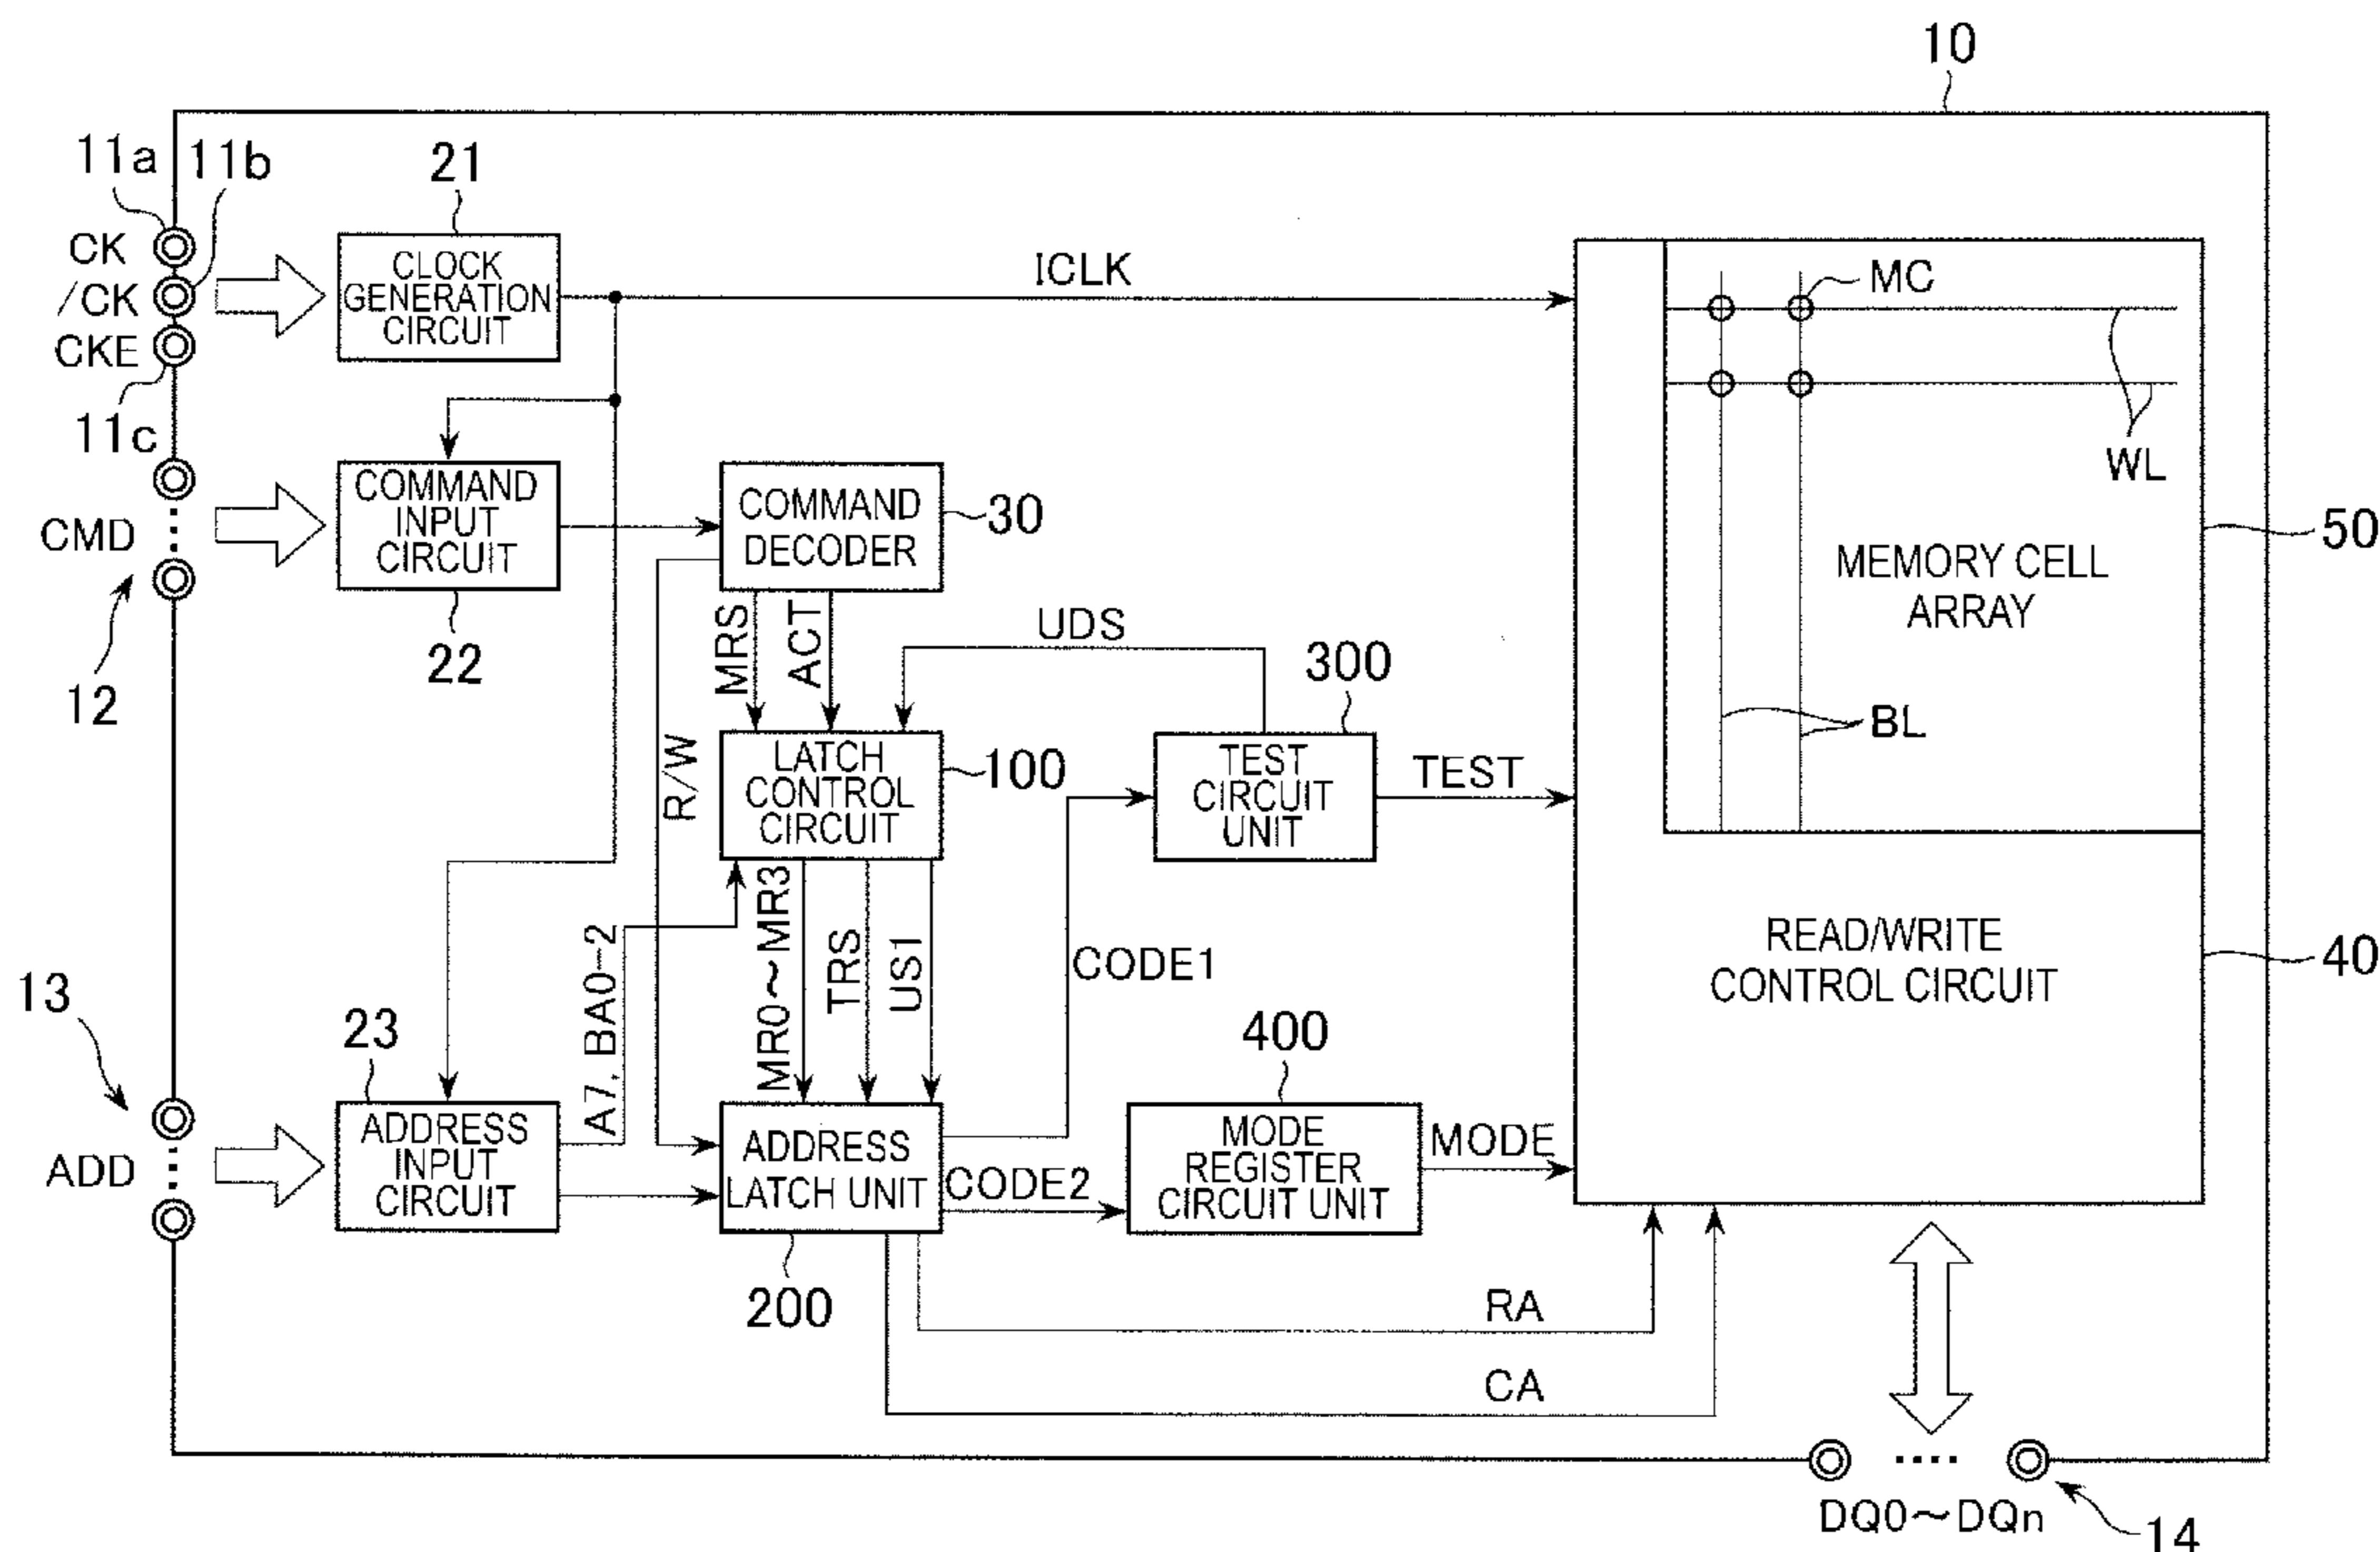 10
11a
11b
21
CK
/CK
CKE
11c
CLOCK
GENERATION
CIRCUIT
ICLK
MC
WL
CMD
12
COMMAND
INPUT
CIRCUIT
22
COMMAND
DECODER
30
MEMORY CELL
ARRAY
50
MRS
ACT
UDS
300
R/W
LATCH
CONTROL
CIRCUIT
100
TEST
CIRCUIT
UNIT
TEST
BL
A7, BA0-2
MR0~MR3
TRS
US1
CODE1
READ/WRITE
CONTROL CIRCUIT
40
13
23
400
ADD
ADDRESS
INPUT
CIRCUIT
ADDRESS
LATCH UNIT
CODE2
MODE
REGISTER
CIRCUIT UNIT
MODE
200
RA
CA
DQ0~DQn
14